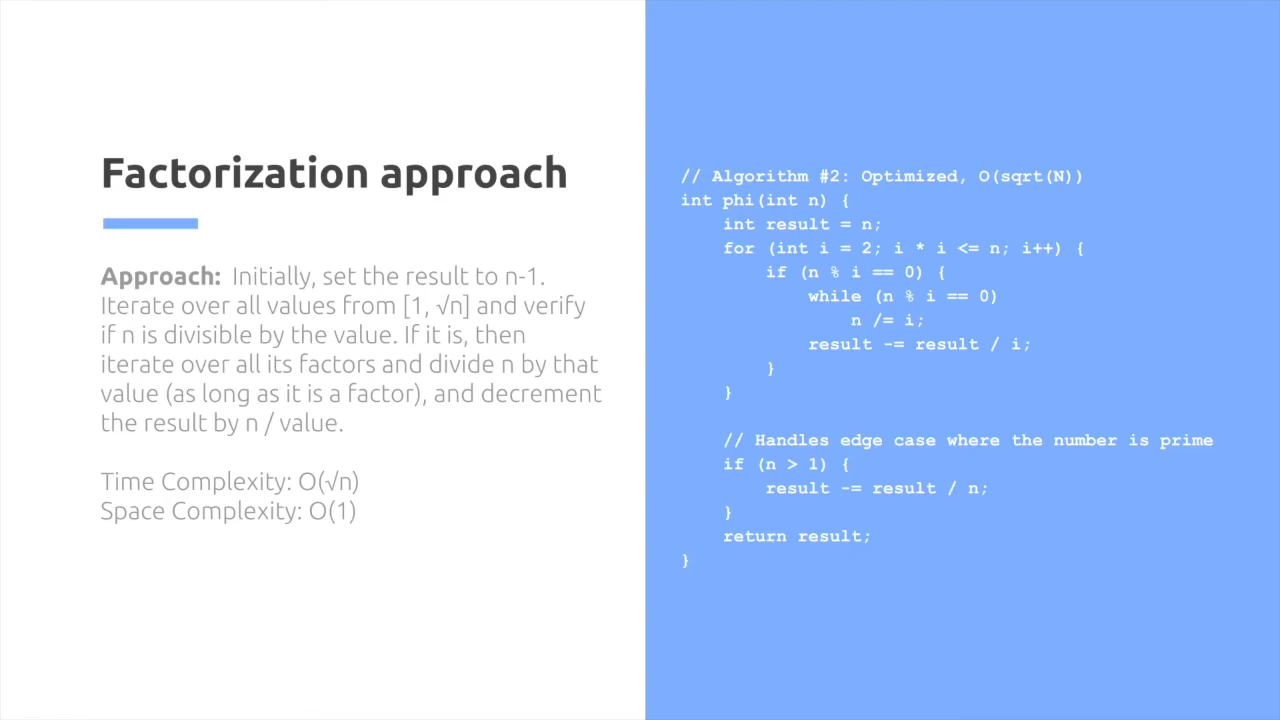 Factorization approach
Approach: Initially, set the result to n-1.
Iterate over all values from [1, √n] and verify
if n is divisible by the value. If it is, then
iterate over all its factors and divide n by that
value (as long as it is a factor), and decrement
the result by n / value.
Time Complexity: O(√n)
Space Complexity: O(1)
// Algorithm #2: Optimized, O(sqrt(N))
int phi(int n) {
    int result = n;
    for (int i = 2; i * i <= n; i++) {
        if (n % i == 0) {
            while (n % i == 0)
                n /= i;
            result -= result / i;
        }
    }
    // Handles edge case where the number is prime
    if (n > 1) {
        result -= result / n;
    }
    return result;
}